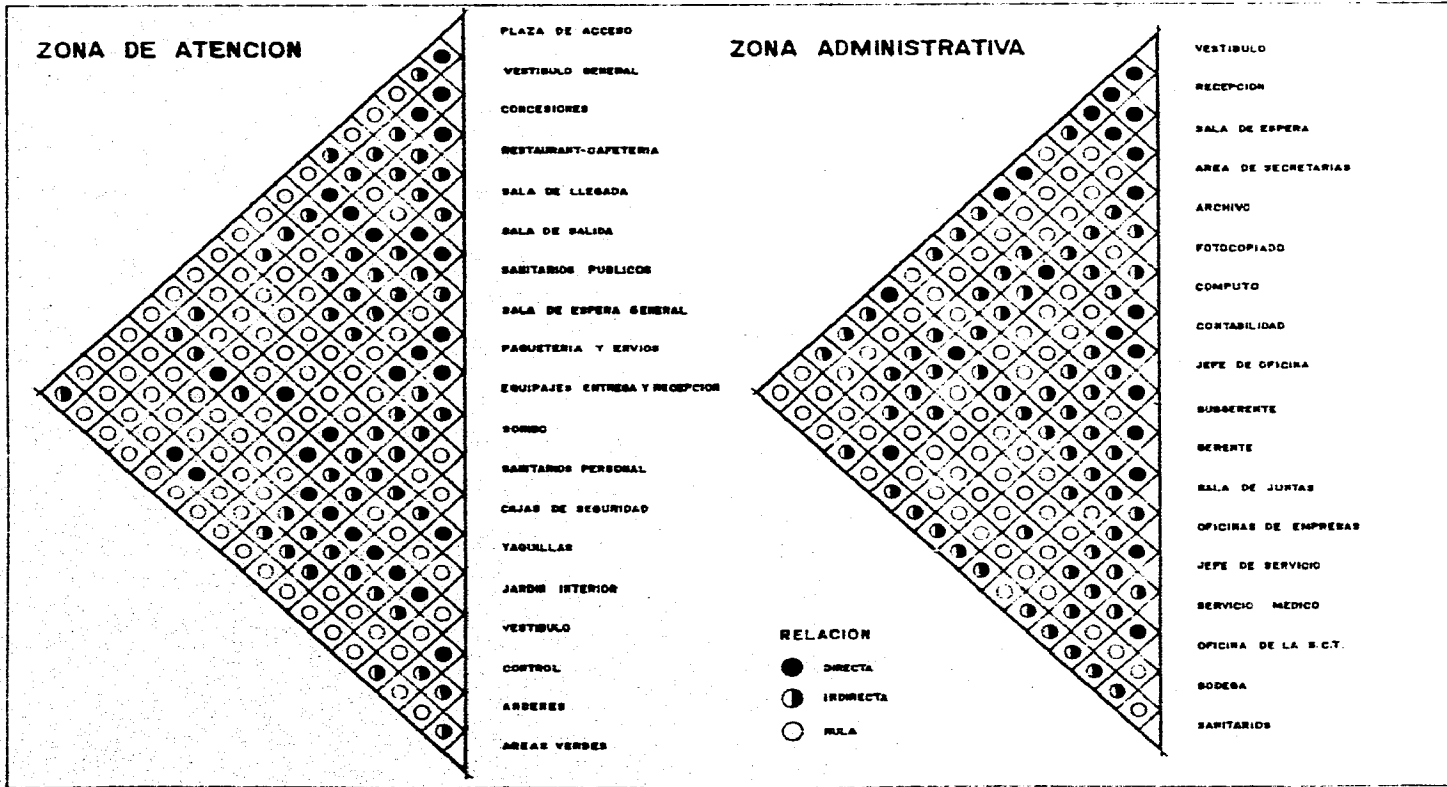 ZONA DE ATENCION
PLAZA DE ACCESO
VESTIBULO GENERAL
CONCESIONES
RESTAURANT-CAFETERIA
SALA DE LLEGADA
SALA DE SALIDA
SANITARIOS PUBLICOS
SALA DE ESPERA GENERAL
PAQUETERIA Y ENVIOS
EQUIPAJES ENTREGA Y RECEPCION
SANITARIOS PERSONAL
CAJAS DE SEGURIDAD
TAQUILLAS
JARDIN INTERIOR
VESTIBULO
CONTROL
ANDENES
AREAS VERDES
ZONA ADMINISTRATIVA
VESTIBULO
RECEPCION
SALA DE ESPERA
AREA DE SECRETARIAS
ARCHIVO
FOTOCOPIADO
COMPUTO
CONTABILIDAD
JEFE DE OFICINA
SUBGERENTE
GERENTE
SALA DE JUNTAS
OFICINAS DE EMPRESAS
JEFE DE SERVICIO
SERVICIO MEDICO
OFICINA DE LA S.C.T.
BODEGA
SANITARIOS
RELACION
DIRECTA
INDIRECTA
NULA